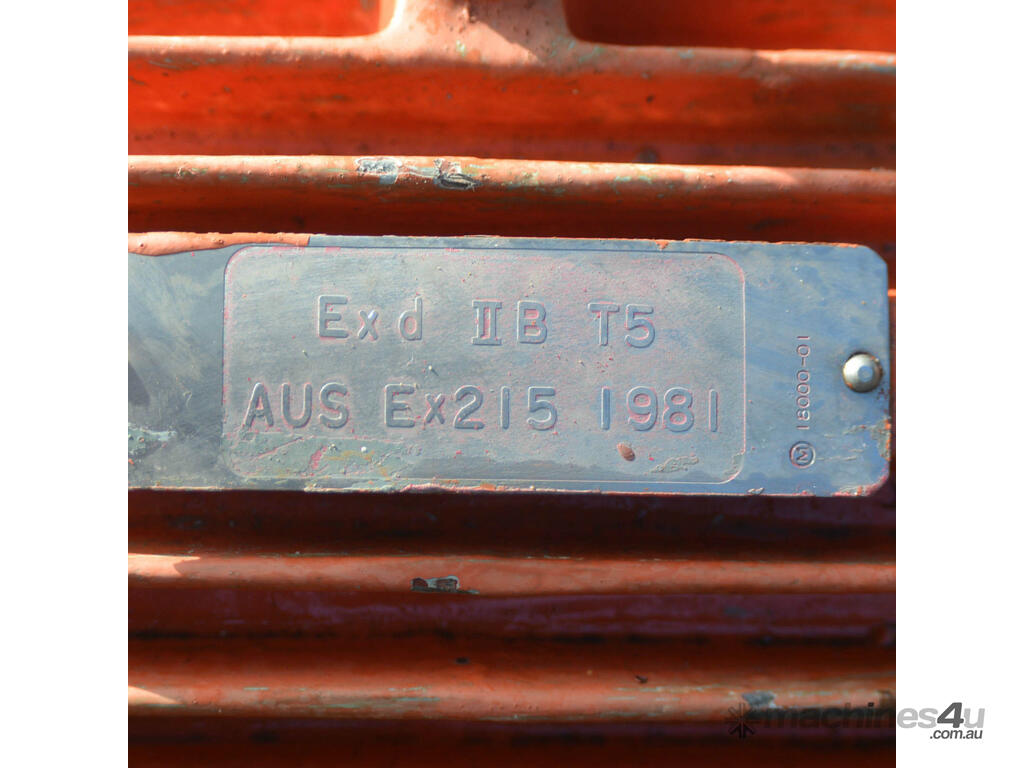 Exd IIB T5
AUS Ex215 1981
18000-01
M
machines4u
.com.au